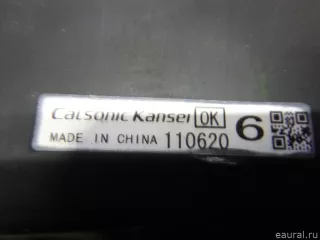 Calsonic Kansei OK 6
MADE IN CHINA 110620
eaural.ru